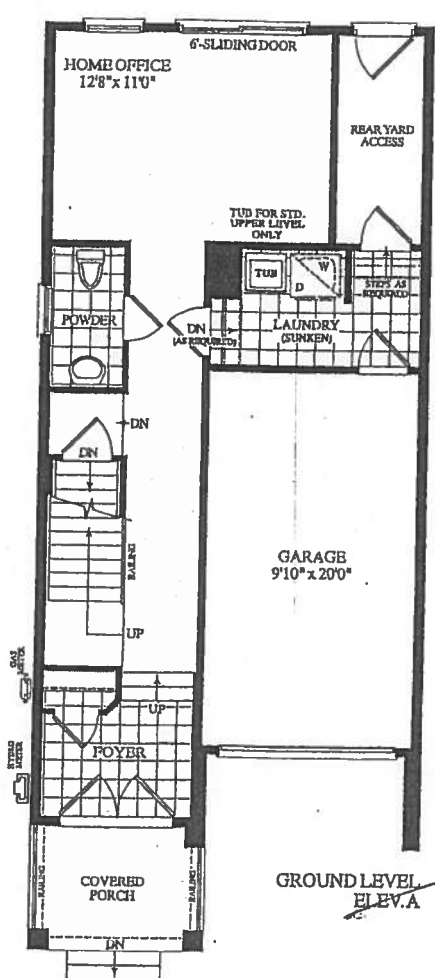 6'-SLIDING DOOR
HOME OFFICE
12'8" x 11'0"
REAR YARD
ACCESS
TUB FOR STD.
UPPER LEVEL
ONLY
TUB
W
D
STEPS AS
REQUIRED
POWDER
DN
(AS REQUIRED)
LAUNDRY
(SUNKEN)
DN
DN
GARAGE
9'10" x 20'0"
RAILING
UP
GAS
METER
UP
FOYER
HYDRO
METER
RAILING
COVERED
PORCH
RAILING
DN
GROUND LEVEL
ELEV. A